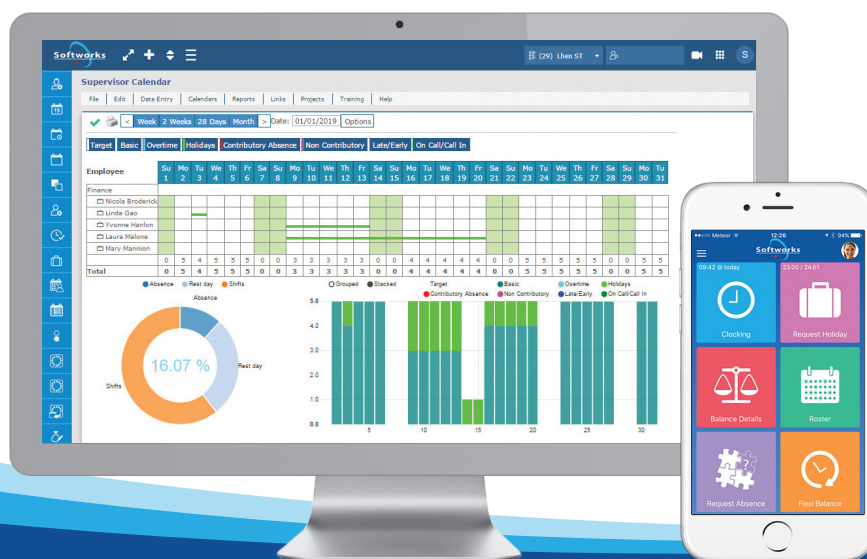 Softworks
(29) Lhen ST
S
Supervisor Calendar
File Edit Data Entry Calendars Reports Links Projects Training Help
< Week 2 Weeks 28 Days Month > Date: 01/01/2019 Options
Target Basic Overtime Holidays Contributory Absence Non Contributory Late/Early On Call/Call In
Employee Su Mo Tu We Th Fr Sa Su Mo Tu We Th Fr Sa Su Mo Tu We Th Fr Sa Su Mo Tu We Th Fr Sa Su Mo Tu
1 2 3 4 5 6 7 8 9 10 11 12 13 14 15 16 17 18 19 20 21 22 23 24 25 26 27 28 29 30 31
Finance
Nicola Broderick
Linda Gao
Yvonne Hanlon
Laura Malone
Mary Mannion
0 5 4 5 5 5 0 0 3 3 3 3 3 0 0 4 4 4 4 4 0 0 5 5 5 5 5 0 0 5 5
Total 0 5 4 5 5 5 0 0 3 3 3 3 3 0 0 4 4 4 4 4 0 0 5 5 5 5 5 0 0 5 5
Absence Rest day Shifts
Absence
16.07 %
Rest day
Shifts
Grouped Stacked Target Basic Overtime Holidays
Contributory Absence Non Contributory Late/Early On Call/Call In
5.0
4.0
3.0
2.0
1.0
0.0
5 10 15 20 25 30
Meteor 12:26 94%
Softworks
09:42 @ today
23.00 / 24.61
Clocking
Request Holiday
Balance Details
Roster
?
Request Absence
Flexi Balance